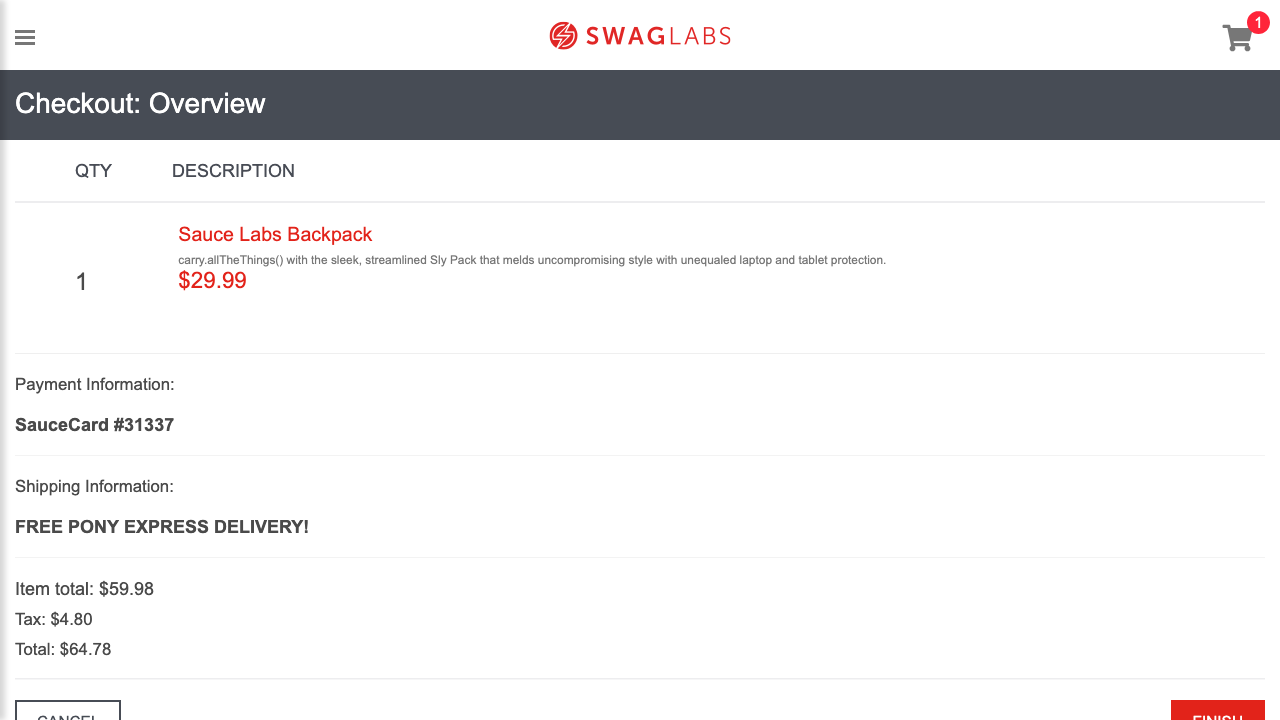 SWAGLABS
1
Checkout: Overview
QTY DESCRIPTION
1
Sauce Labs Backpack
carry.allTheThings() with the sleek, streamlined Sly Pack that melds uncompromising style with unequaled laptop and tablet protection.
$29.99
Payment Information:
SauceCard #31337
Shipping Information:
FREE PONY EXPRESS DELIVERY!
Item total: $59.98
Tax: $4.80
Total: $64.78
CANCEL FINISH